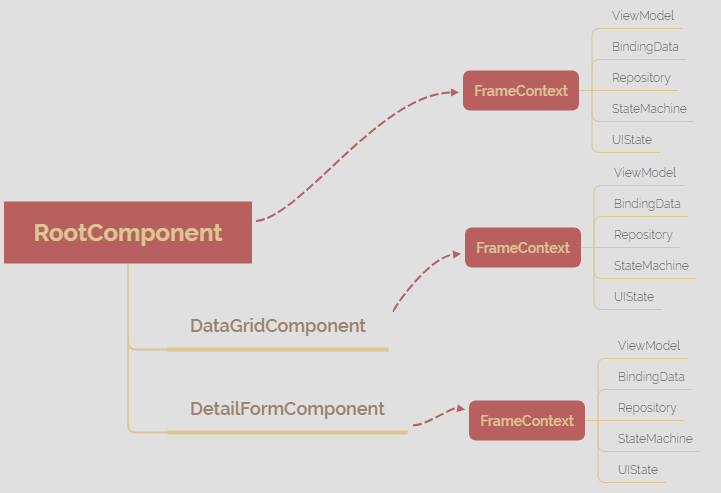 ViewModel
BindingData
FrameContext
Repository
StateMachine
UIState
RootComponent
ViewModel
BindingData
FrameContext
Repository
StateMachine
UIState
DataGridComponent
ViewModel
BindingData
DetailFormComponent
FrameContext
Repository
StateMachine
UIState